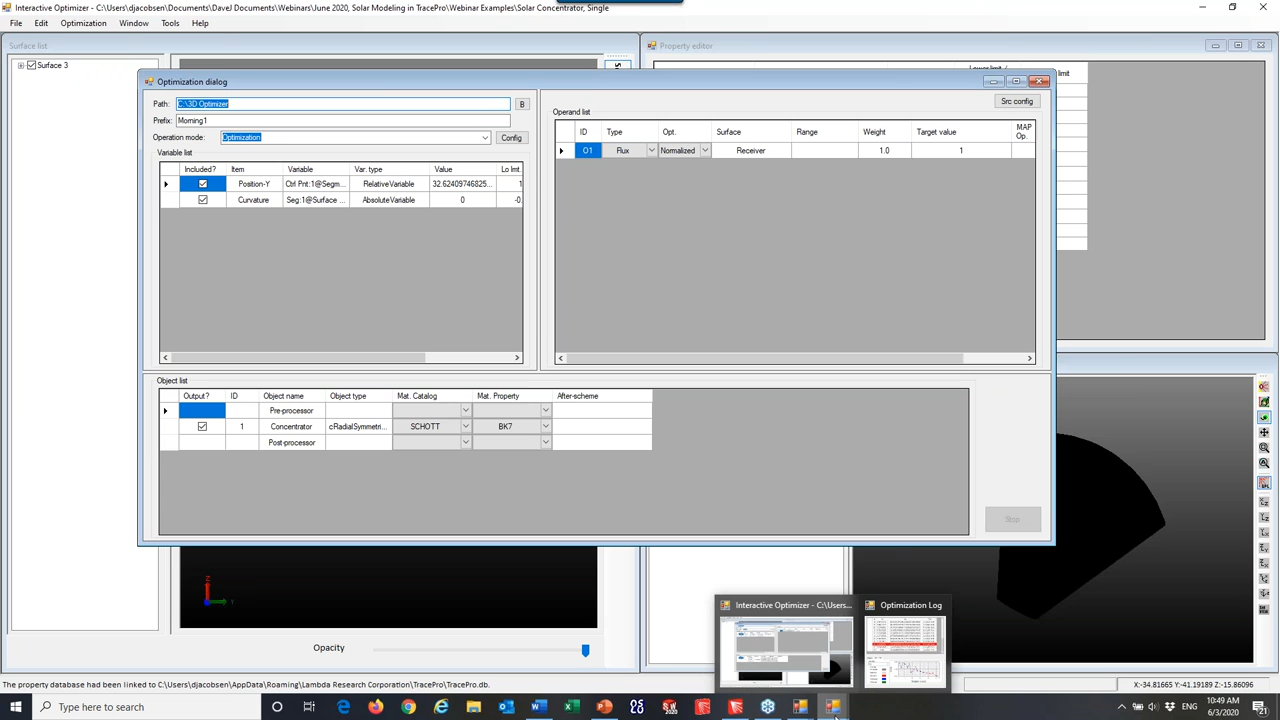 Interactive Optimizer - C:\Users\djacobsen\Documents\DaveJ Documents\Webinars\June 2020, Solar Modeling in TracePro\Webinar Examples\Solar Concentrator, Single
File Edit Optimization Window Tools Help
Surface list
Property editor
Surface 3
Optimization dialog
Path: C:\3D Optimizer B
Prefix: Morning1
Operation mode: Optimization Config
Variable list
Included? Item Variable Var. type Value Lo lmt
Position-Y Ctrl Pnt:1@Segm... RelativeVariable 32.62409746825... 1
Curvature Seg:1@Surface ... AbsoluteVariable 0 -0
Src config
Operand list
ID Type Opt. Surface Range Weight Target value MAP Op.
O1 Flux Normalized Receiver 1.0 1
Object list
Output? ID Object name Object type Mat. Catalog Mat. Property After-scheme
Pre-processor
1 Concentrator cRadialSymmetri... SCHOTT BK7
Post-processor
Stop
Interactive Optimizer - C:\Users... Optimization Log
Opacity
The property database had been linked to C:\Users\djacobsen\AppData\Roaming\Lambda Research Corporation\TracePro\TracePro.db.
X:-34.81665 Y:-41.19189 Z:-15.86096
Type here to search
10:49 AM
6/3/2020